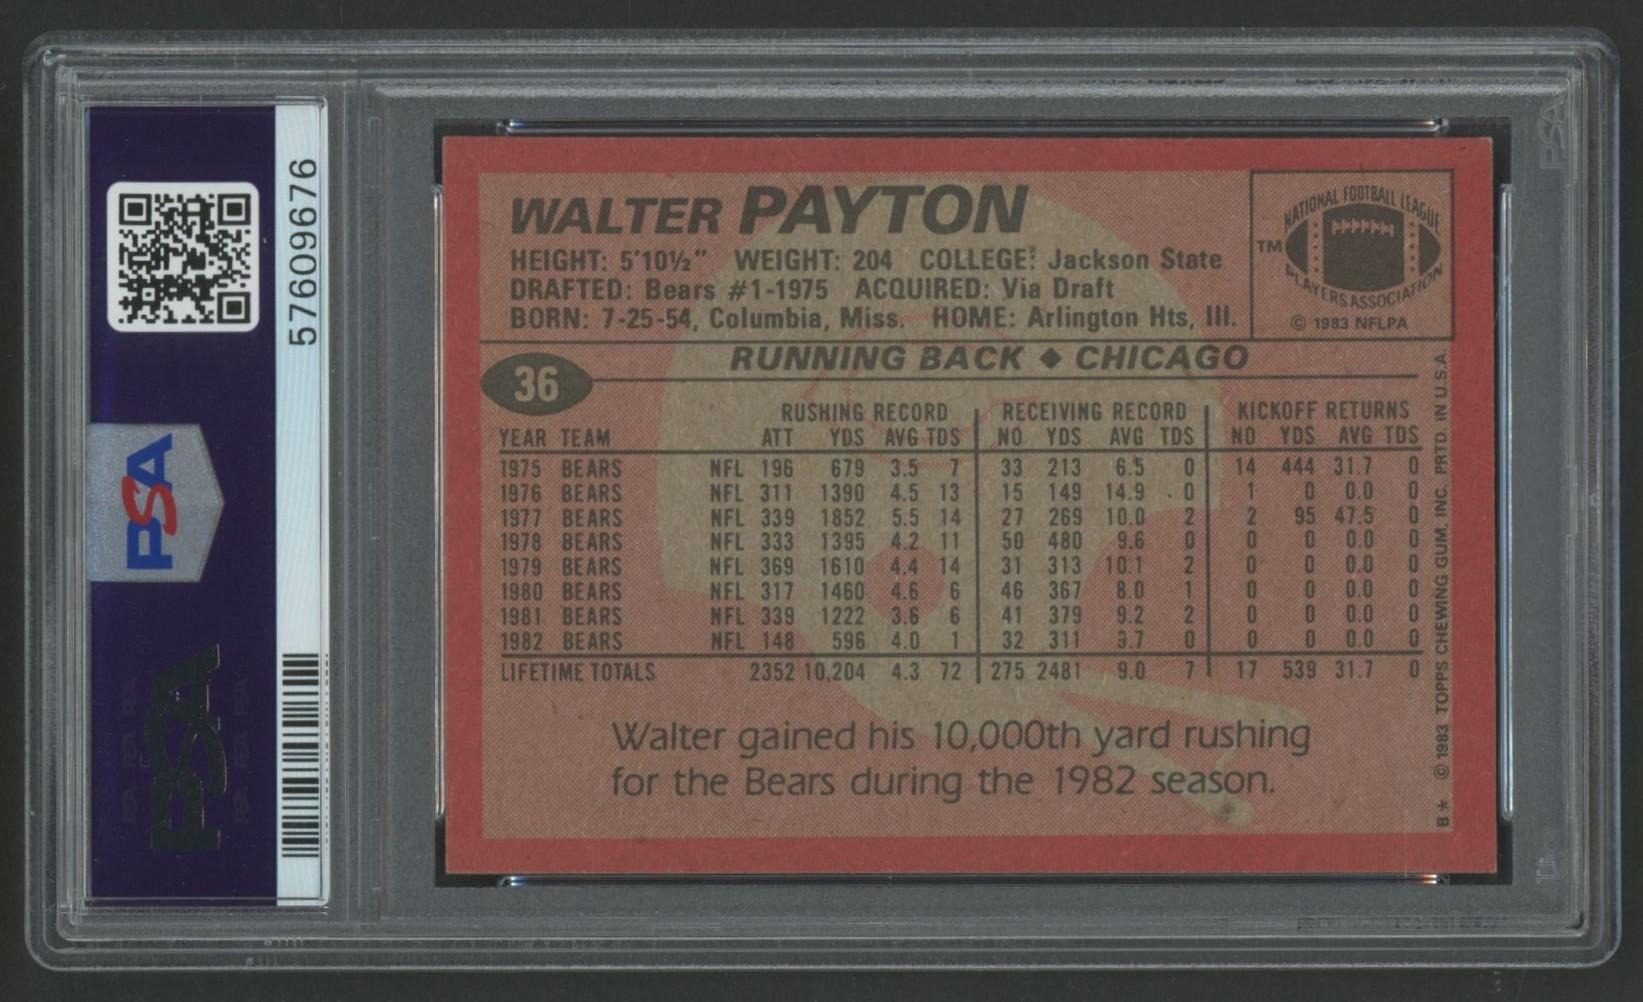 57609676
PSA
PSA
PSA
WALTER PAYTON
HEIGHT: 5'10½" WEIGHT: 204 COLLEGE: Jackson State
DRAFTED: Bears #1-1975 ACQUIRED: Via Draft
BORN: 7-25-54, Columbia, Miss. HOME: Arlington Hts, Ill.
NATIONAL FOOTBALL LEAGUE
TM
PLAYERS ASSOCIATION
© 1983 NFLPA
RUNNING BACK ◆ CHICAGO
36
RUSHING RECORD RECEIVING RECORD KICKOFF RETURNS
YEAR TEAM ATT YDS AVG TDS NO YDS AVG TDS NO YDS AVG TDS
1975 BEARS NFL 196 679 3.5 7 33 213 6.5 0 14 444 31.7 0
1976 BEARS NFL 311 1390 4.5 13 15 149 14.9 0 1 0 0.0 0
1977 BEARS NFL 339 1852 5.5 14 27 269 10.0 2 2 95 47.5 0
1978 BEARS NFL 333 1395 4.2 11 50 480 9.6 0 0 0 0.0 0
1979 BEARS NFL 369 1610 4.4 14 31 313 10.1 2 0 0 0.0 0
1980 BEARS NFL 317 1460 4.6 6 46 367 8.0 1 0 0 0.0 0
1981 BEARS NFL 339 1222 3.6 6 41 379 9.2 2 0 0 0.0 0
1982 BEARS NFL 148 596 4.0 1 32 311 9.7 0 0 0 0.0 0
LIFETIME TOTALS 2352 10,204 4.3 72 275 2481 9.0 7 17 539 31.7 0
Walter gained his 10,000th yard rushing
for the Bears during the 1982 season.
B* © 1983 TOPPS CHEWING GUM, INC. PRTD. IN U.S.A.